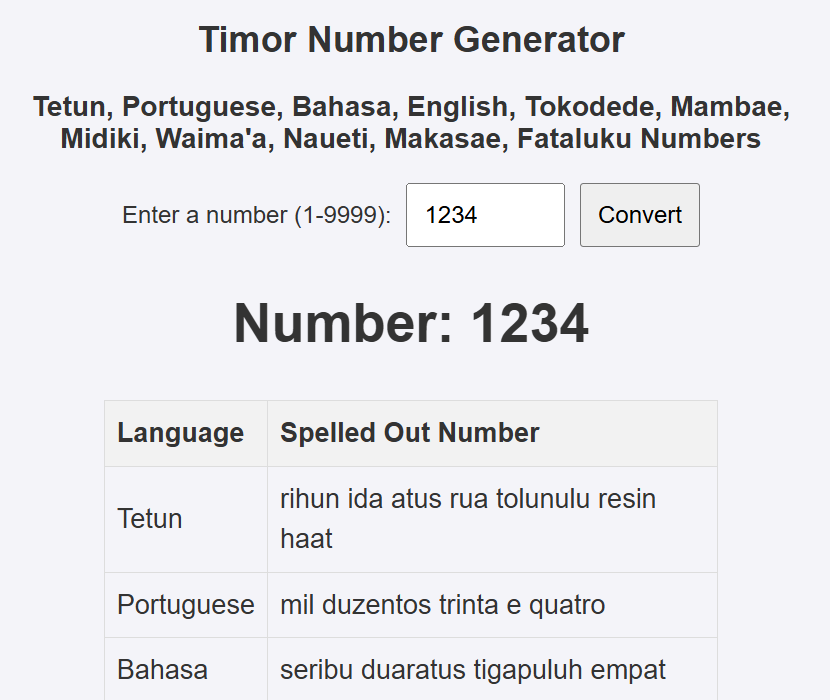 Timor Number Generator
Tetun, Portuguese, Bahasa, English, Tokodede, Mambae,
Midiki, Waima'a, Naueti, Makasae, Fataluku Numbers
Enter a number (1-9999): 1234 Convert
Number: 1234
Language Spelled Out Number
Tetun rihun ida atus rua tolunulu resin
haat
Portuguese mil duzentos trinta e quatro
Bahasa seribu duaratus tigapuluh empat